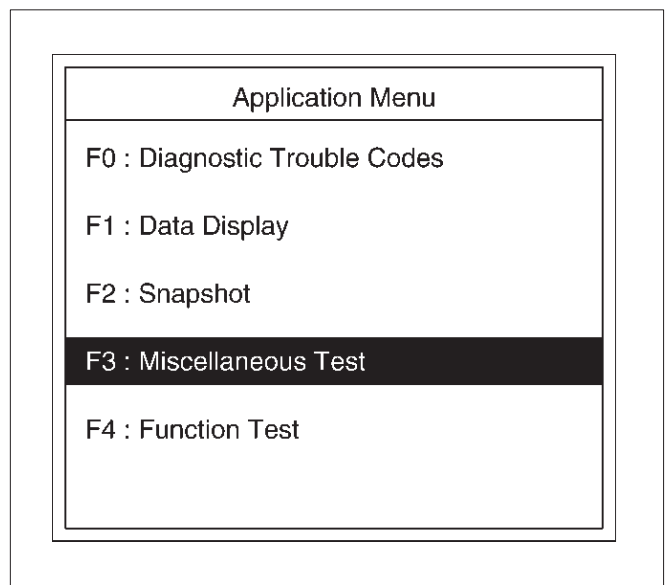 Application Menu
F0 : Diagnostic Trouble Codes
F1 : Data Display
F2 : Snapshot
F3 : Miscellaneous Test
F4 : Function Test